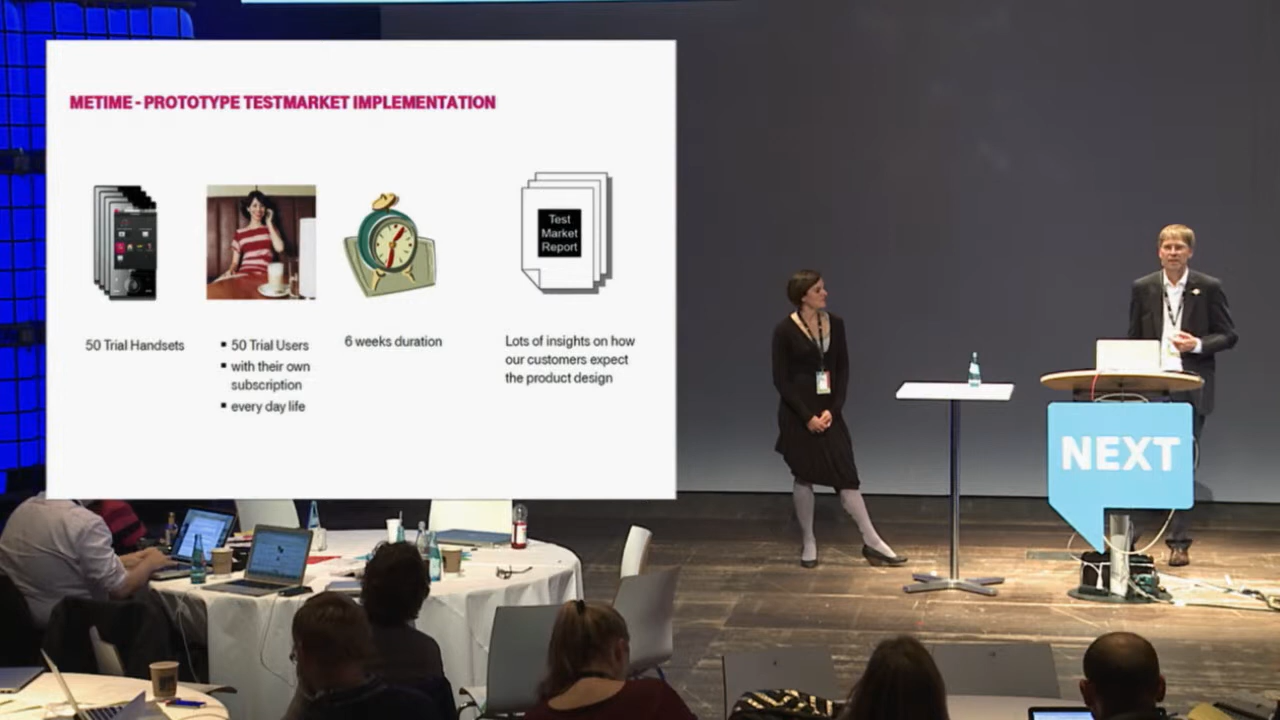 METIME - PROTOTYPE TESTMARKET IMPLEMENTATION
Test
Market
Report
50 Trial Handsets
▪ 50 Trial Users
▪ with their own
subscription
▪ every day life
6 weeks duration
Lots of insights on how
our customers expect
the product design
NEXT